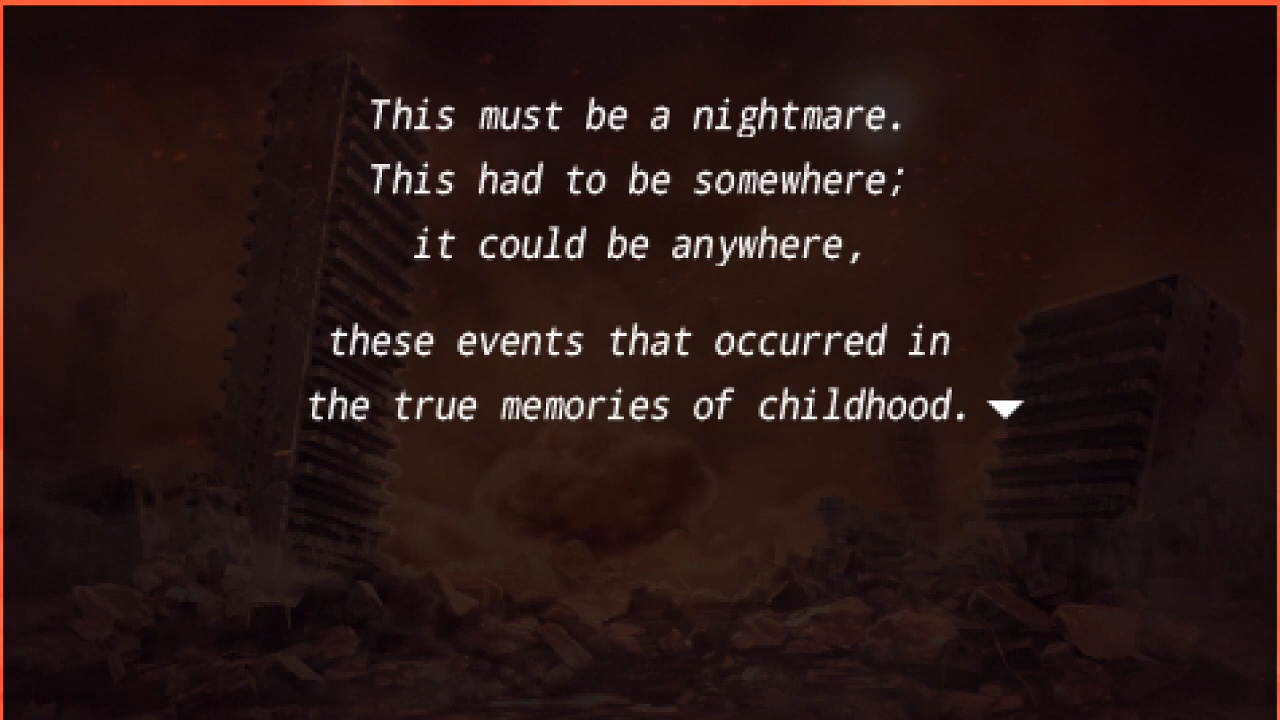 This must be a nightmare.
This had to be somewhere;
it could be anywhere,
these events that occurred in
the true memories of childhood.